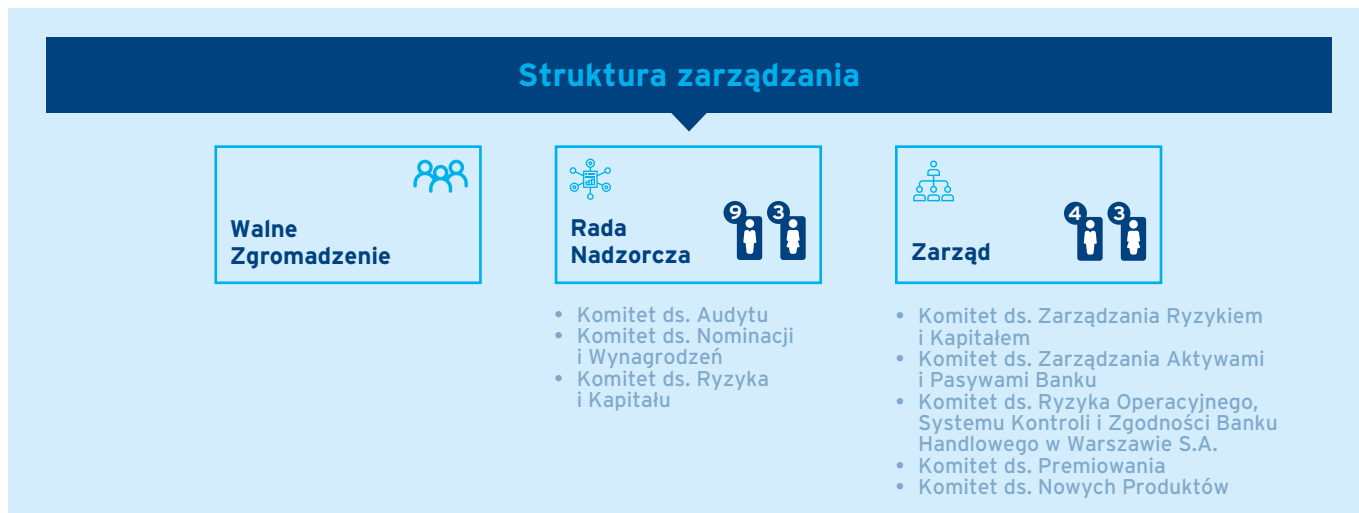 Struktura zarządzania
Walne
Zgromadzenie
Rada
Nadzorcza
9 3
Zarząd
4 3
• Komitet ds. Audytu
• Komitet ds. Nominacji
i Wynagrodzeń
• Komitet ds. Ryzyka
i Kapitału
• Komitet ds. Zarządzania Ryzykiem
i Kapitałem
• Komitet ds. Zarządzania Aktywami
i Pasywami Banku
• Komitet ds. Ryzyka Operacyjnego,
Systemu Kontroli i Zgodności Banku
Handlowego w Warszawie S.A.
• Komitet ds. Premiowania
• Komitet ds. Nowych Produktów